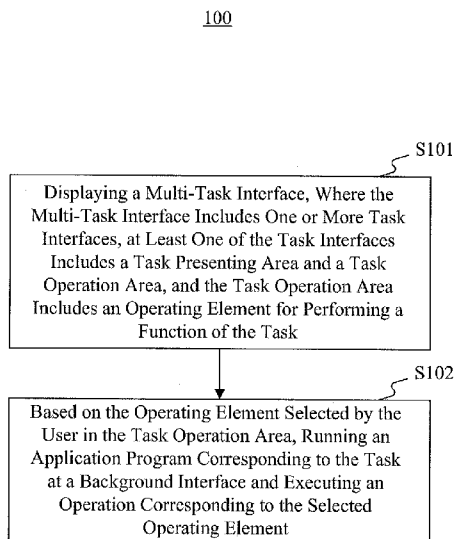 100
S101
Displaying a Multi-Task Interface, Where the
Multi-Task Interface Includes One or More Task
Interfaces, at Least One of the Task Interfaces
Includes a Task Presenting Area and a Task
Operation Area, and the Task Operation Area
Includes an Operating Element for Performing a
Function of the Task
S102
Based on the Operating Element Selected by the
User in the Task Operation Area, Running an
Application Program Corresponding to the Task
at a Background Interface and Executing an
Operation Corresponding to the Selected
Operating Element